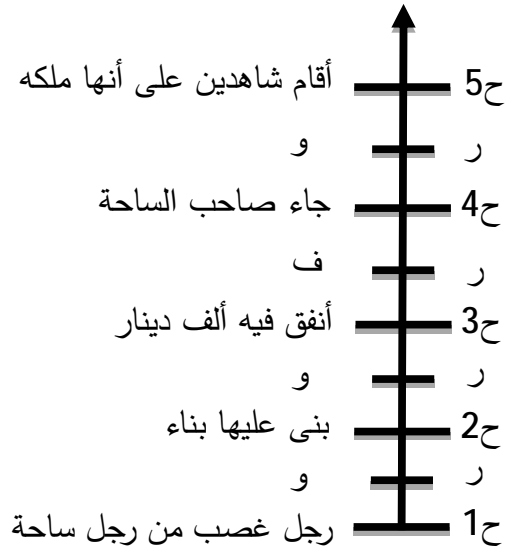 ح5 أقام شاهدين على أنها ملكه
ر و
ح4 جاء صاحب الساحة
ر ف
ح3 أنفق فيه ألف دينار
ر و
ح2 بنى عليها بناء
ر و
ح1 رجل غصب من رجل ساحة